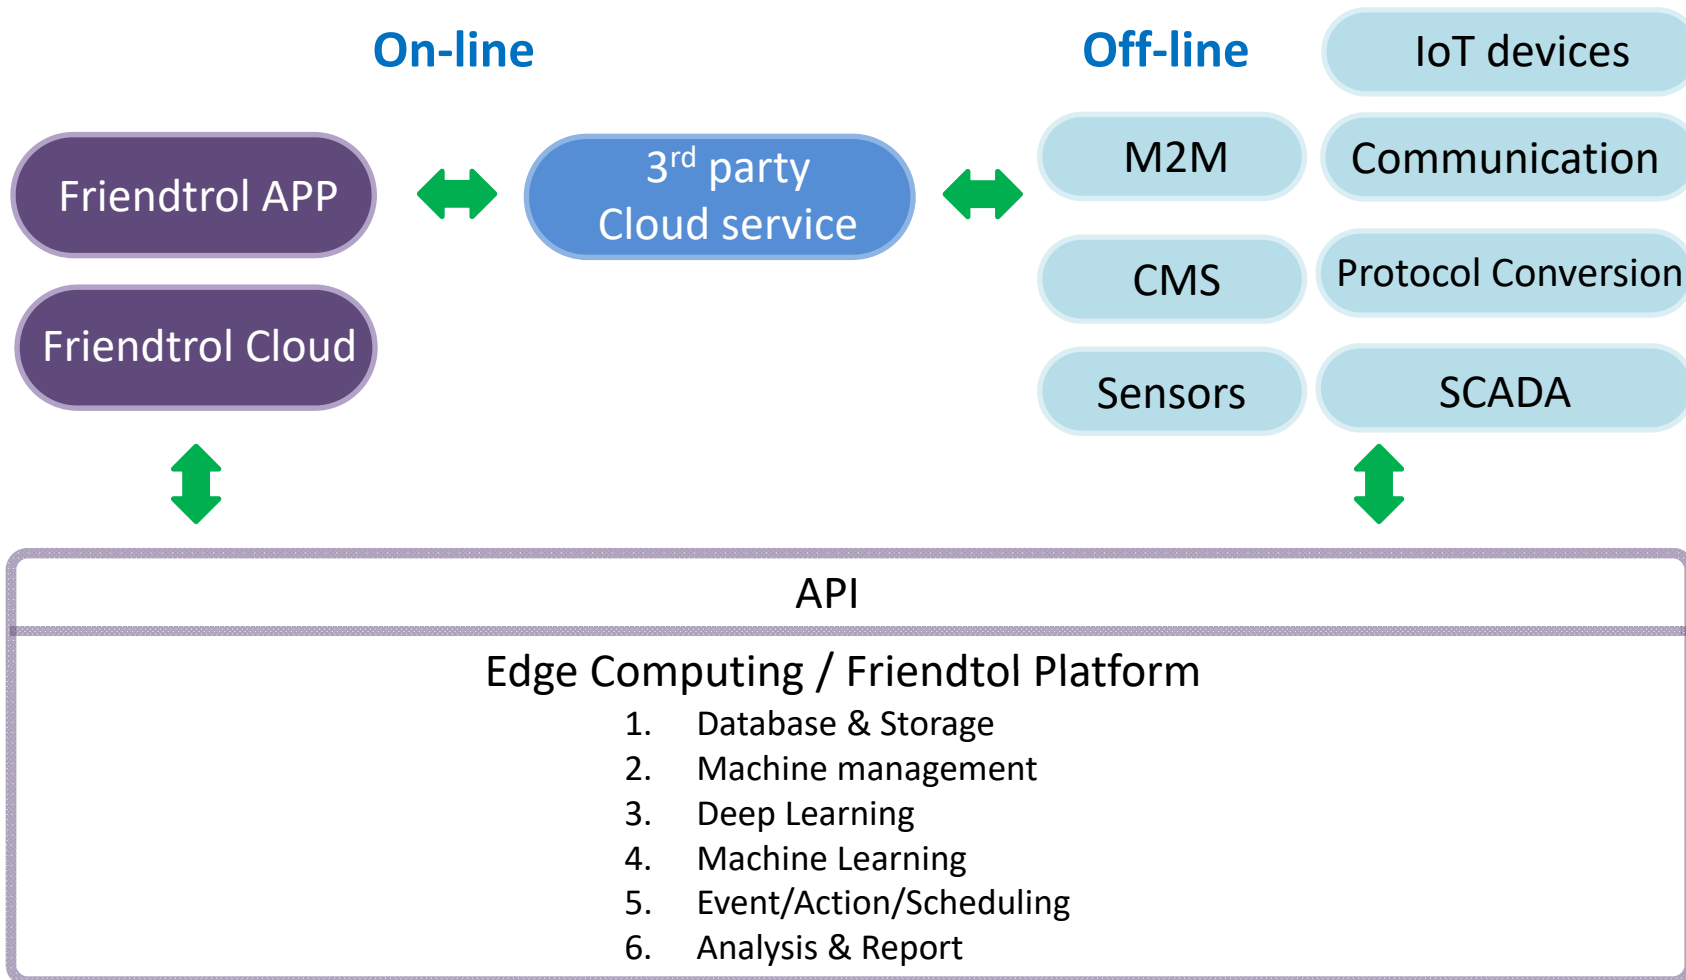 On-line
Off-line
IoT devices
M2M
Communication
Friendtrol APP
3rd party
Cloud service
CMS
Protocol Conversion
Friendtrol Cloud
Sensors
SCADA
API
Edge Computing / Friendtol Platform
1. Database & Storage
2. Machine management
3. Deep Learning
4. Machine Learning
5. Event/Action/Scheduling
6. Analysis & Report